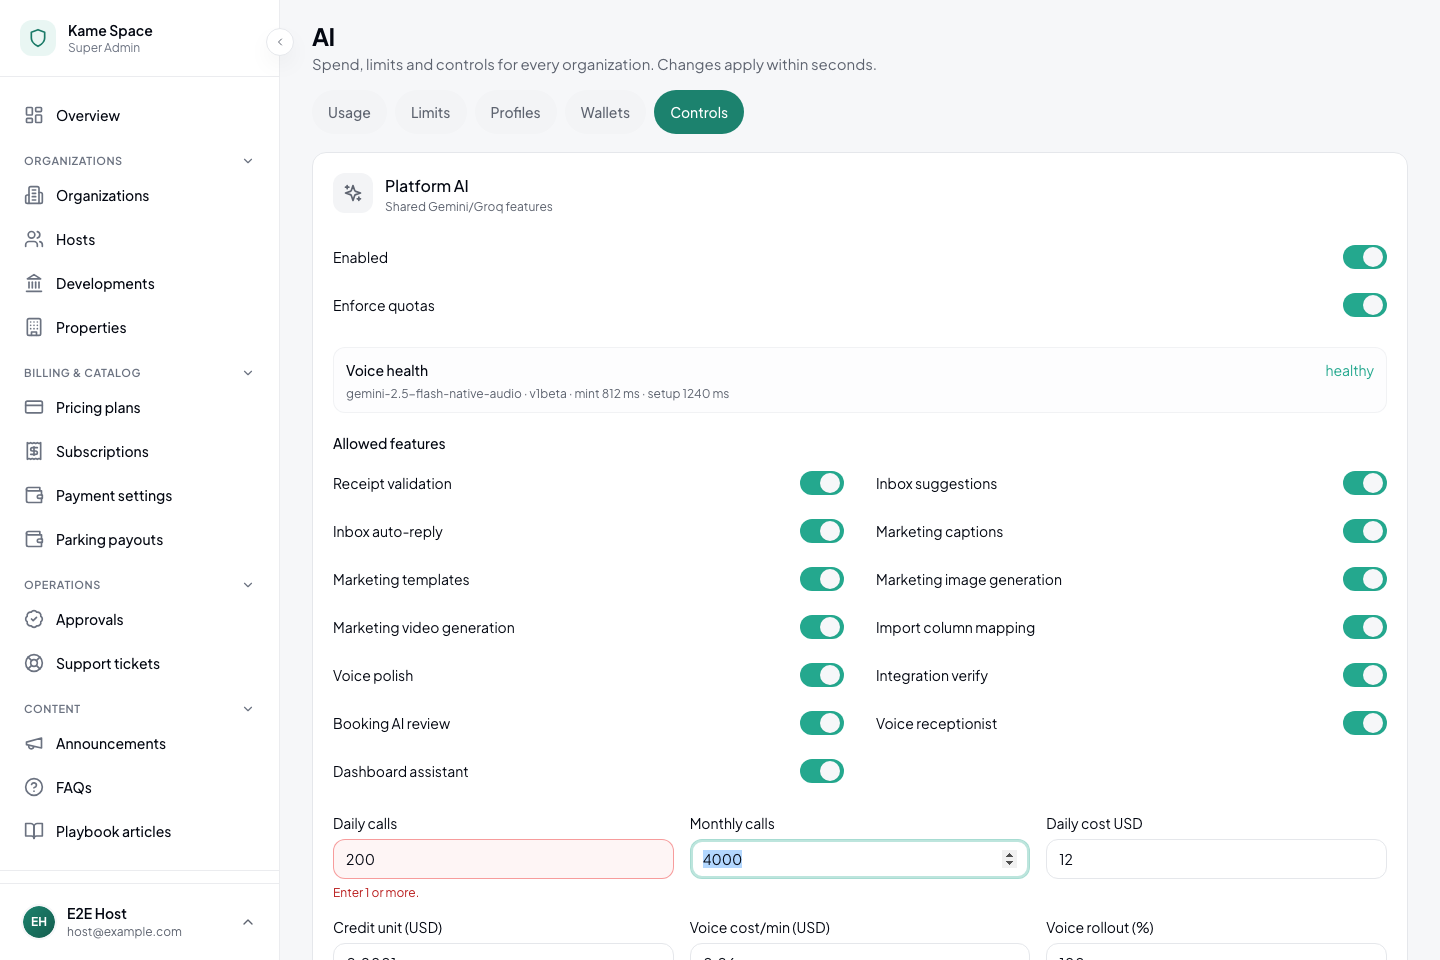 Kame Space
Super Admin
Overview
ORGANIZATIONS
Organizations
Hosts
Developments
Properties
BILLING & CATALOG
Pricing plans
Subscriptions
Payment settings
Parking payouts
OPERATIONS
Approvals
Support tickets
CONTENT
Announcements
FAQs
Playbook articles
EH
E2E Host
host@example.com
AI
Spend, limits and controls for every organization. Changes apply within seconds.
Usage Limits Profiles Wallets Controls
Platform AI
Shared Gemini/Groq features
Enabled
Enforce quotas
Voice health healthy
gemini-2.5-flash-native-audio · v1beta · mint 812 ms · setup 1240 ms
Allowed features
Receipt validation Inbox suggestions
Inbox auto-reply Marketing captions
Marketing templates Marketing image generation
Marketing video generation Import column mapping
Voice polish Integration verify
Booking AI review Voice receptionist
Dashboard assistant
Daily calls Monthly calls Daily cost USD
200 4000 12
Enter 1 or more.
Credit unit (USD) Voice cost/min (USD) Voice rollout (%)